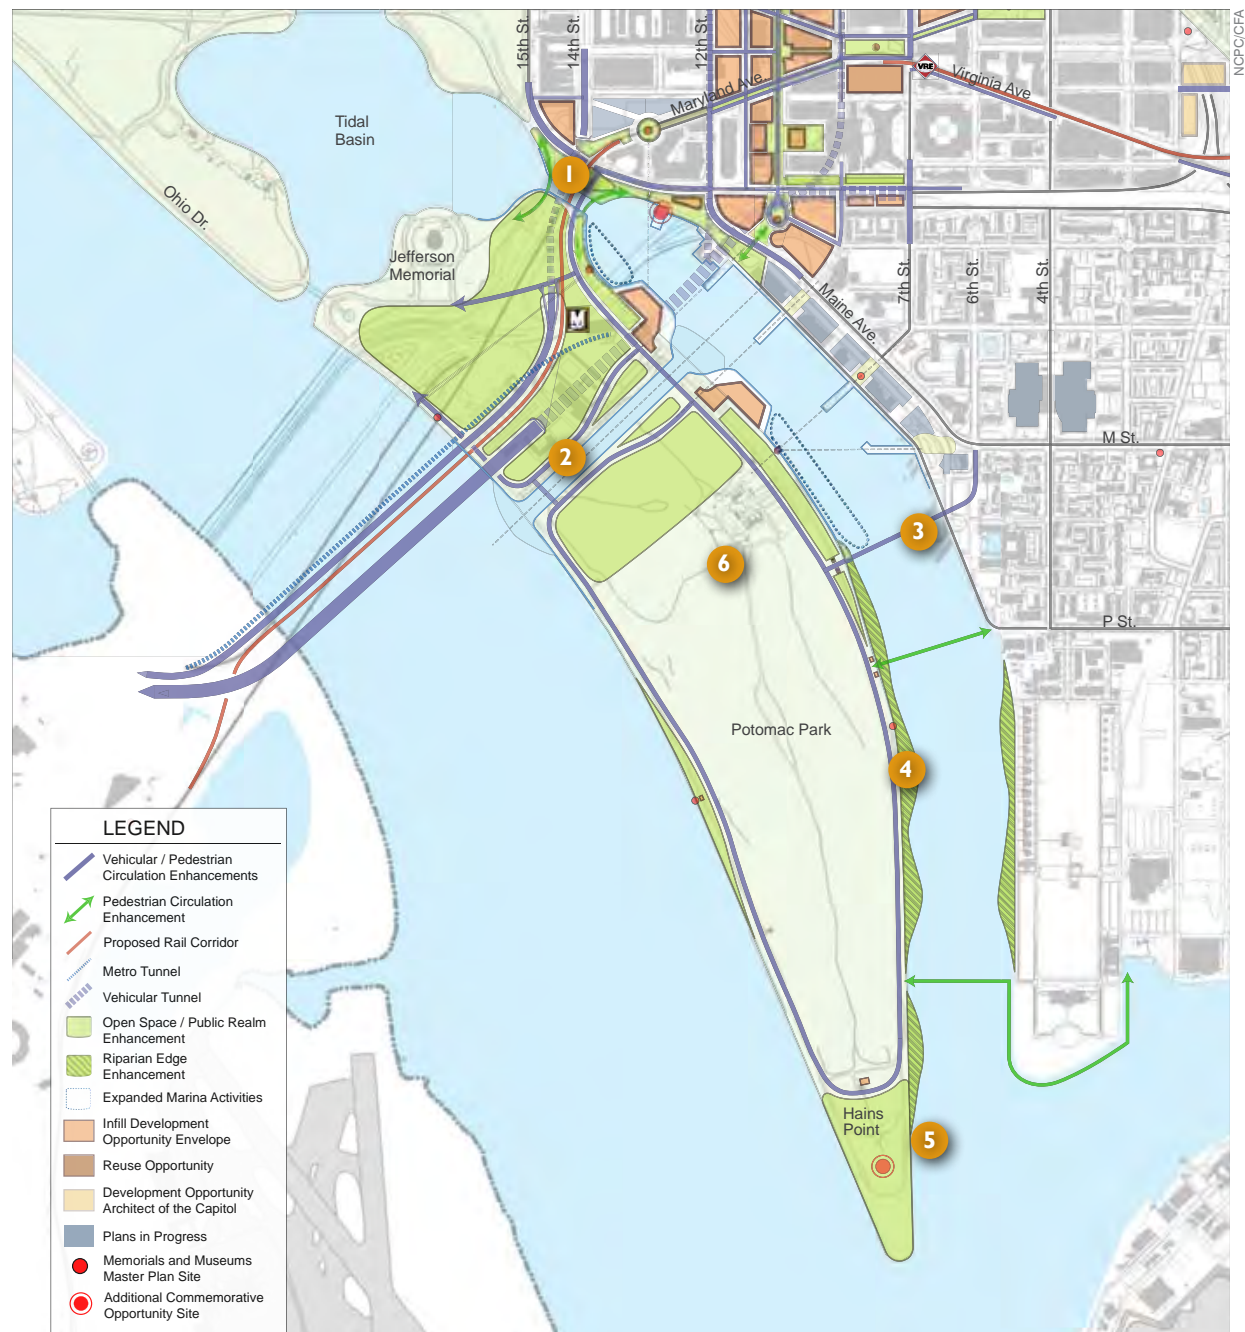 NCPC/CFA
15th St.
14th St.
12th St.
Maryland Ave.
VRE
Virginia Ave
Tidal
Basin
1
Ohio Dr.
Jefferson
Memorial
7th St.
6th St.
4th St.
Maine Ave.
M
M St.
2
3
6
P St.
Potomac Park
4
Hains
Point
5
LEGEND
Vehicular / Pedestrian
Circulation Enhancements
Pedestrian Circulation
Enhancement
Proposed Rail Corridor
Metro Tunnel
Vehicular Tunnel
Open Space / Public Realm
Enhancement
Riparian Edge
Enhancement
Expanded Marina Activities
Infill Development
Opportunity Envelope
Reuse Opportunity
Development Opportunity
Architect of the Capitol
Plans in Progress
Memorials and Museums
Master Plan Site
Additional Commemorative
Opportunity Site